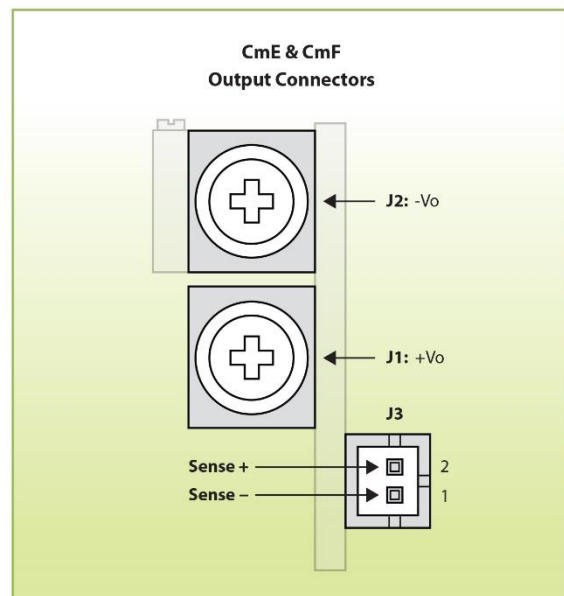 CmE & CmF
Output Connectors
J2: -Vo
J1: +Vo
J3
Sense +
2
Sense –
1